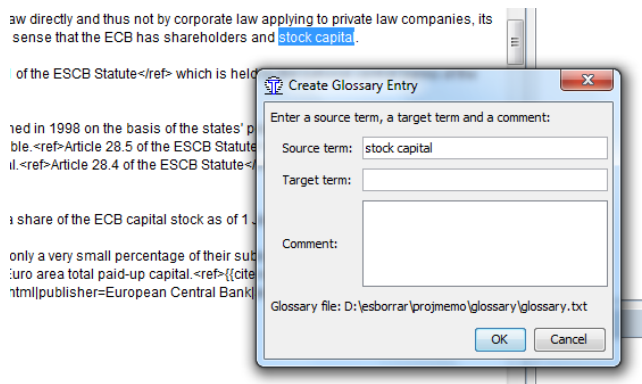 aw directly and thus not by corporate law applying to private law companies, its
sense that the ECB has shareholders and stock capital.
of the ESCB Statute</ref> which is held
Create Glossary Entry
Enter a source term, a target term and a comment:
ned in 1998 on the basis of the states' p
Source term: stock capital
ble.<ref>Article 28.5 of the ESCB Statute
l.<ref>Article 28.4 of the ESCB Statute</
Target term:
a share of the ECB capital stock as of 1 J
Comment:
only a very small percentage of their sub
Euro area total paid-up capital.<ref>{{cite
html|publisher=European Central Bank|
Glossary file: D:\esborrar\projmemo\glossary\glossary.txt
OK Cancel